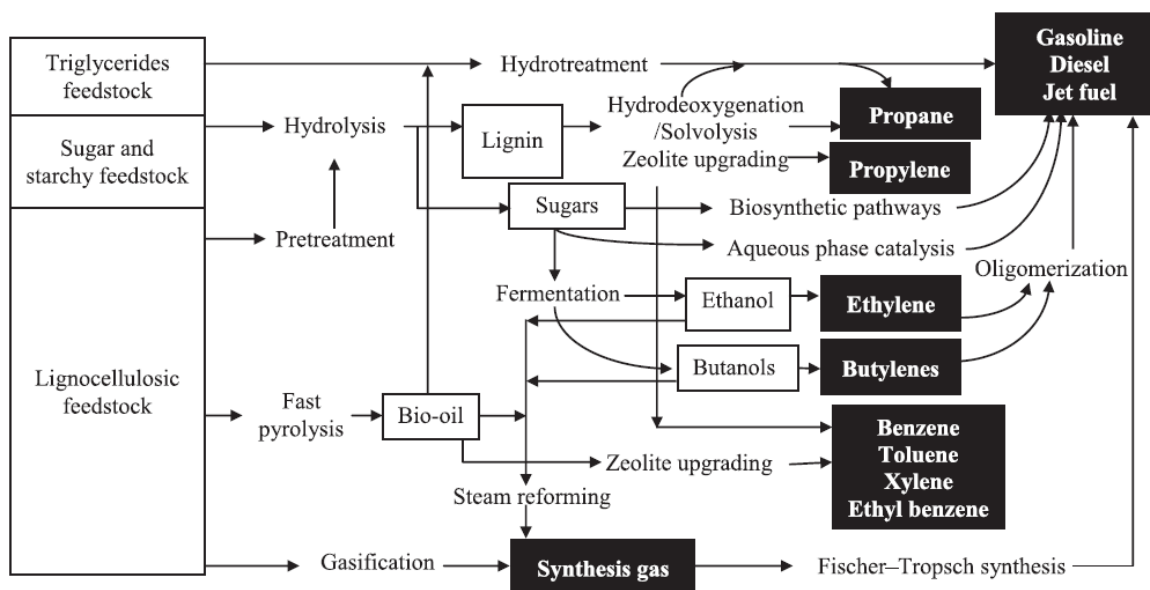 Triglycerides
feedstock
Sugar and
starchy feedstock
Lignocellulosic
feedstock
Hydrotreatment
Hydrolysis
Lignin
Hydrodeoxygenation
/Solvolysis
Zeolite upgrading
Propane
Propylene
Gasoline
Diesel
Jet fuel
Pretreatment
Sugars
Biosynthetic pathways
Aqueous phase catalysis
Oligomerization
Fermentation
Ethanol
Ethylene
Butanols
Butylenes
Fast
pyrolysis
Bio-oil
Zeolite upgrading
Benzene
Toluene
Xylene
Ethyl benzene
Steam reforming
Gasification
Synthesis gas
Fischer–Tropsch synthesis